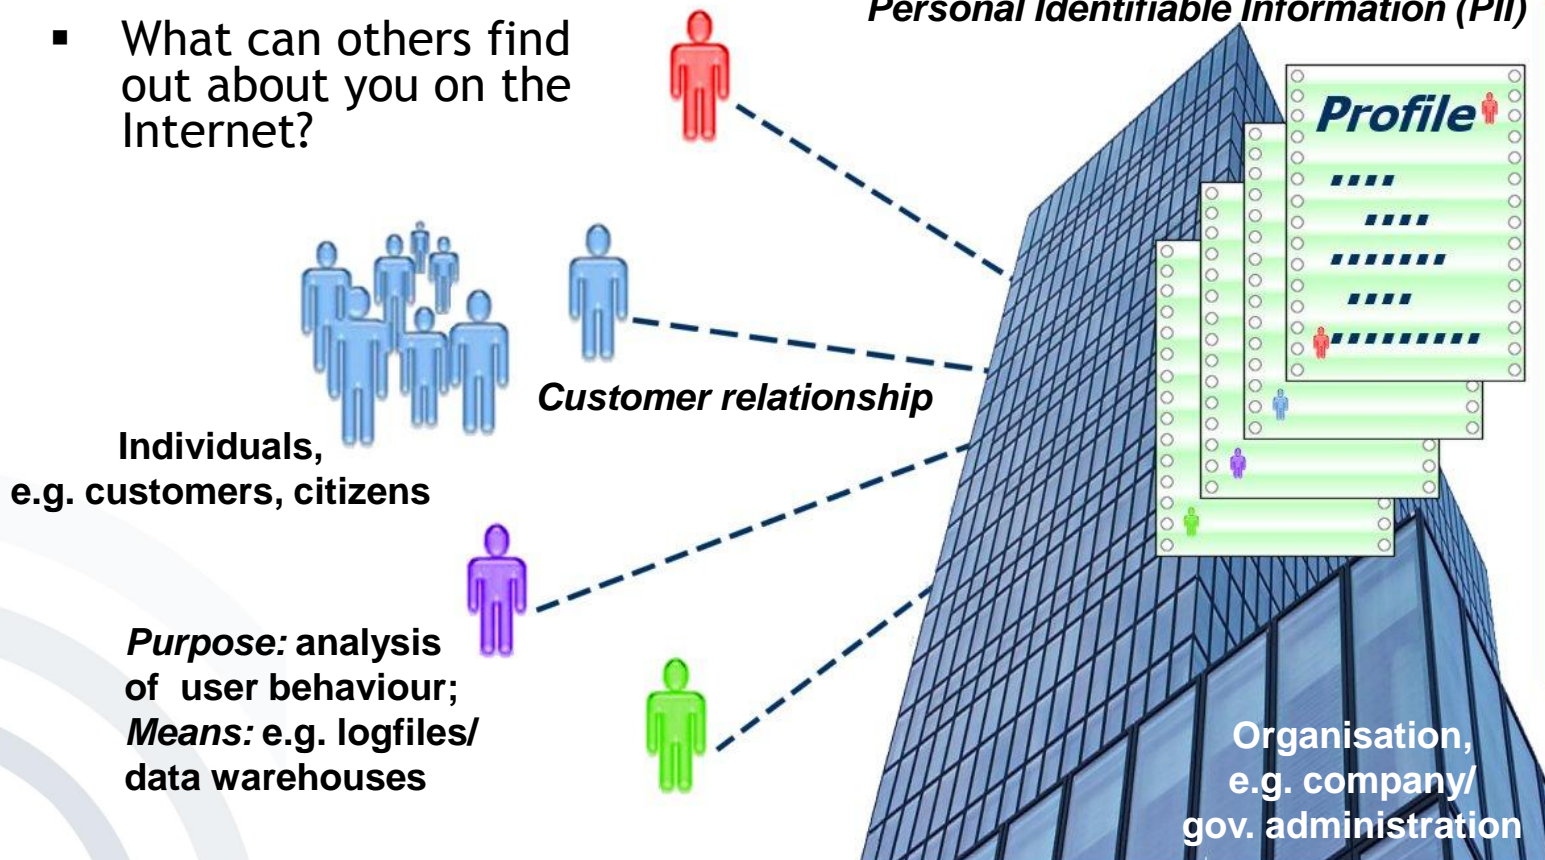 Personal Identifiable Information (PII)
▪ What can others find
out about you on the
Internet?
Profile
Customer relationship
Individuals,
e.g. customers, citizens
Purpose: analysis
of user behaviour;
Means: e.g. logfiles/
data warehouses
Organisation,
e.g. company/
gov. administration